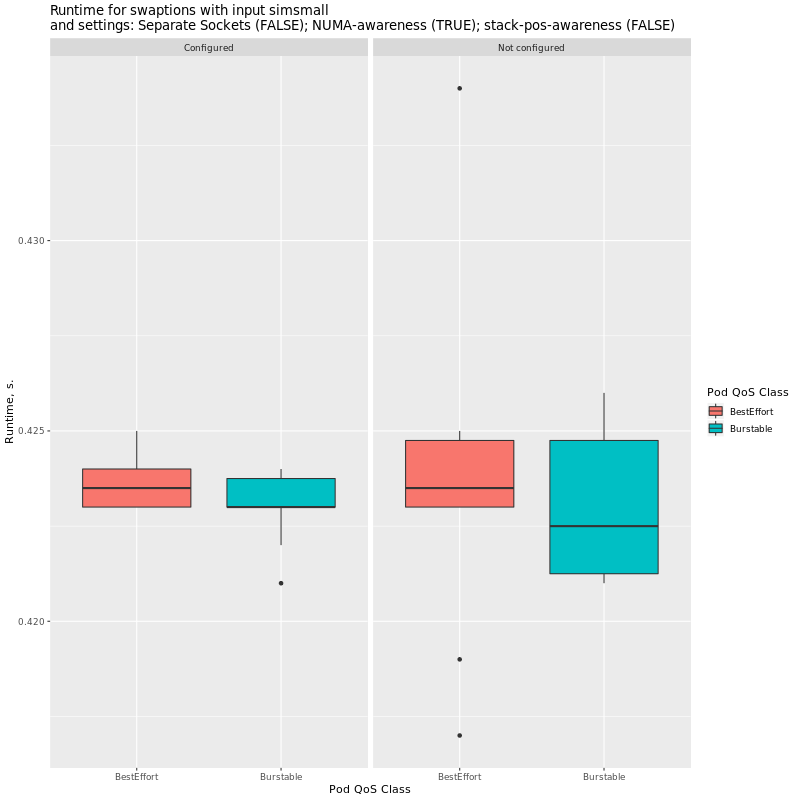 Runtime for swaptions with input simsmall
and settings: Separate Sockets (FALSE); NUMA-awareness (TRUE); stack-pos-awareness (FALSE)
Configured
Not configured
0.430
0.425
0.420
Runtime, s.
BestEffort
Burstable
BestEffort
Burstable
Pod QoS Class
Pod QoS Class
BestEffort
Burstable